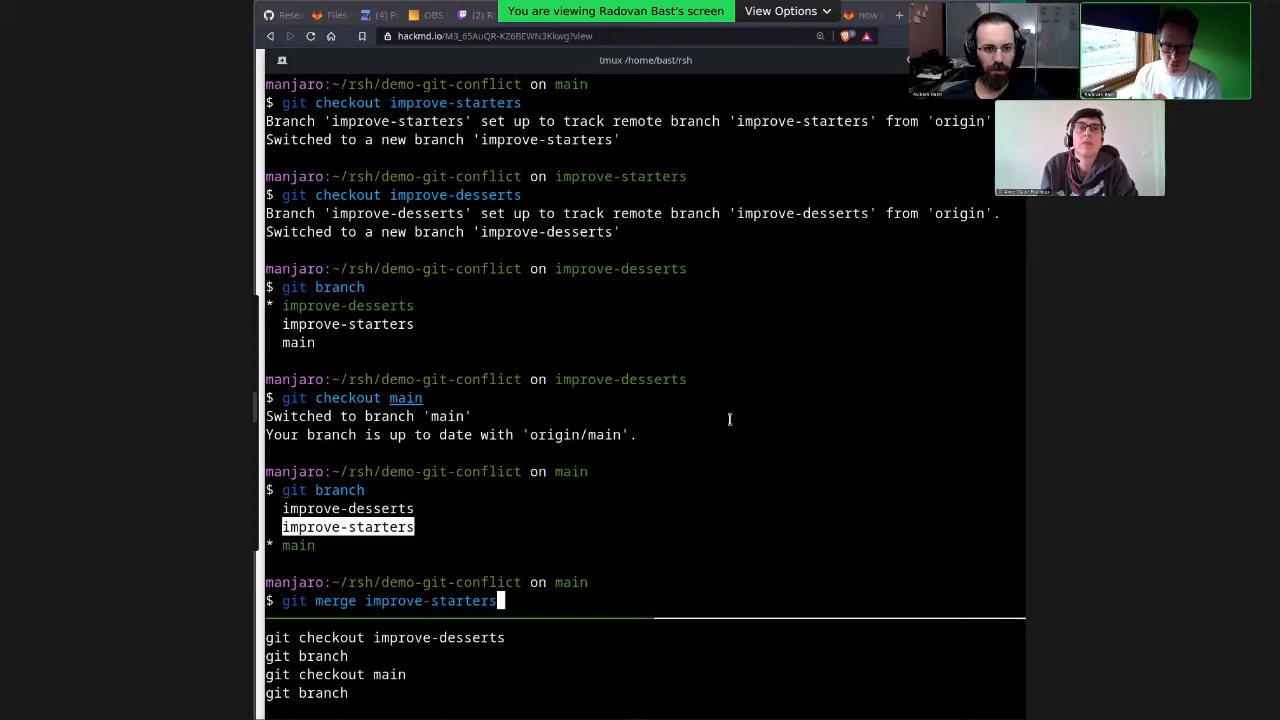 Resea
Files
(4) P
OBS
(2) R
You are viewing Radovan Bast's screen
View Options
now
hackmd.io/M3_65AuQR-KZ6BEWN3Kkwg?view
tmux /home/bast/rsh
manjaro:~/rsh/demo-git-conflict on main
$ git checkout improve-starters
Branch 'improve-starters' set up to track remote branch 'improve-starters' from 'origin'
Switched to a new branch 'improve-starters'
manjaro:~/rsh/demo-git-conflict on improve-starters
$ git checkout improve-desserts
Branch 'improve-desserts' set up to track remote branch 'improve-desserts' from 'origin'.
Switched to a new branch 'improve-desserts'
manjaro:~/rsh/demo-git-conflict on improve-desserts
$ git branch
* improve-desserts
improve-starters
main
manjaro:~/rsh/demo-git-conflict on improve-desserts
$ git checkout main
Switched to branch 'main'
Your branch is up to date with 'origin/main'.
manjaro:~/rsh/demo-git-conflict on main
$ git branch
improve-desserts
improve-starters
* main
manjaro:~/rsh/demo-git-conflict on main
$ git merge improve-starters
git checkout improve-desserts
git branch
git checkout main
git branch
Radovan Bast